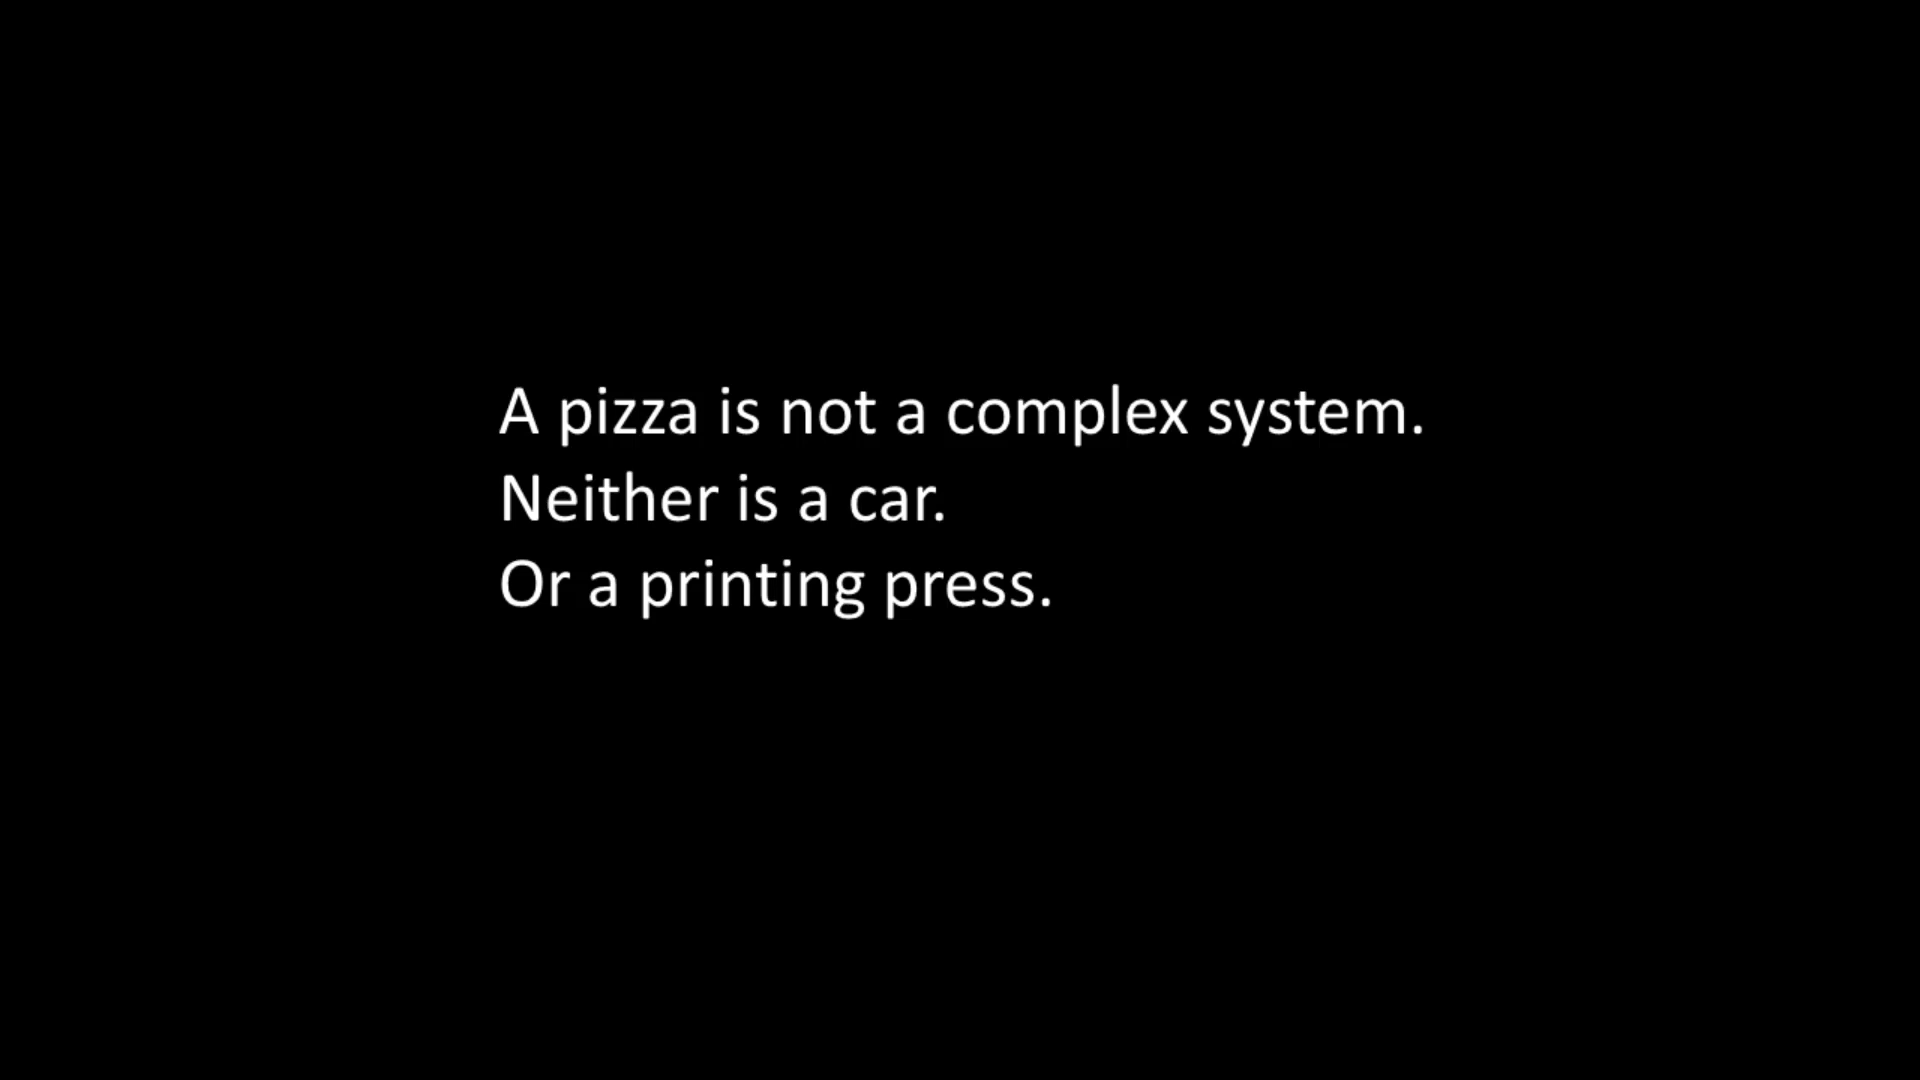 A pizza is not a complex system.
Neither is a car.
Or a printing press.